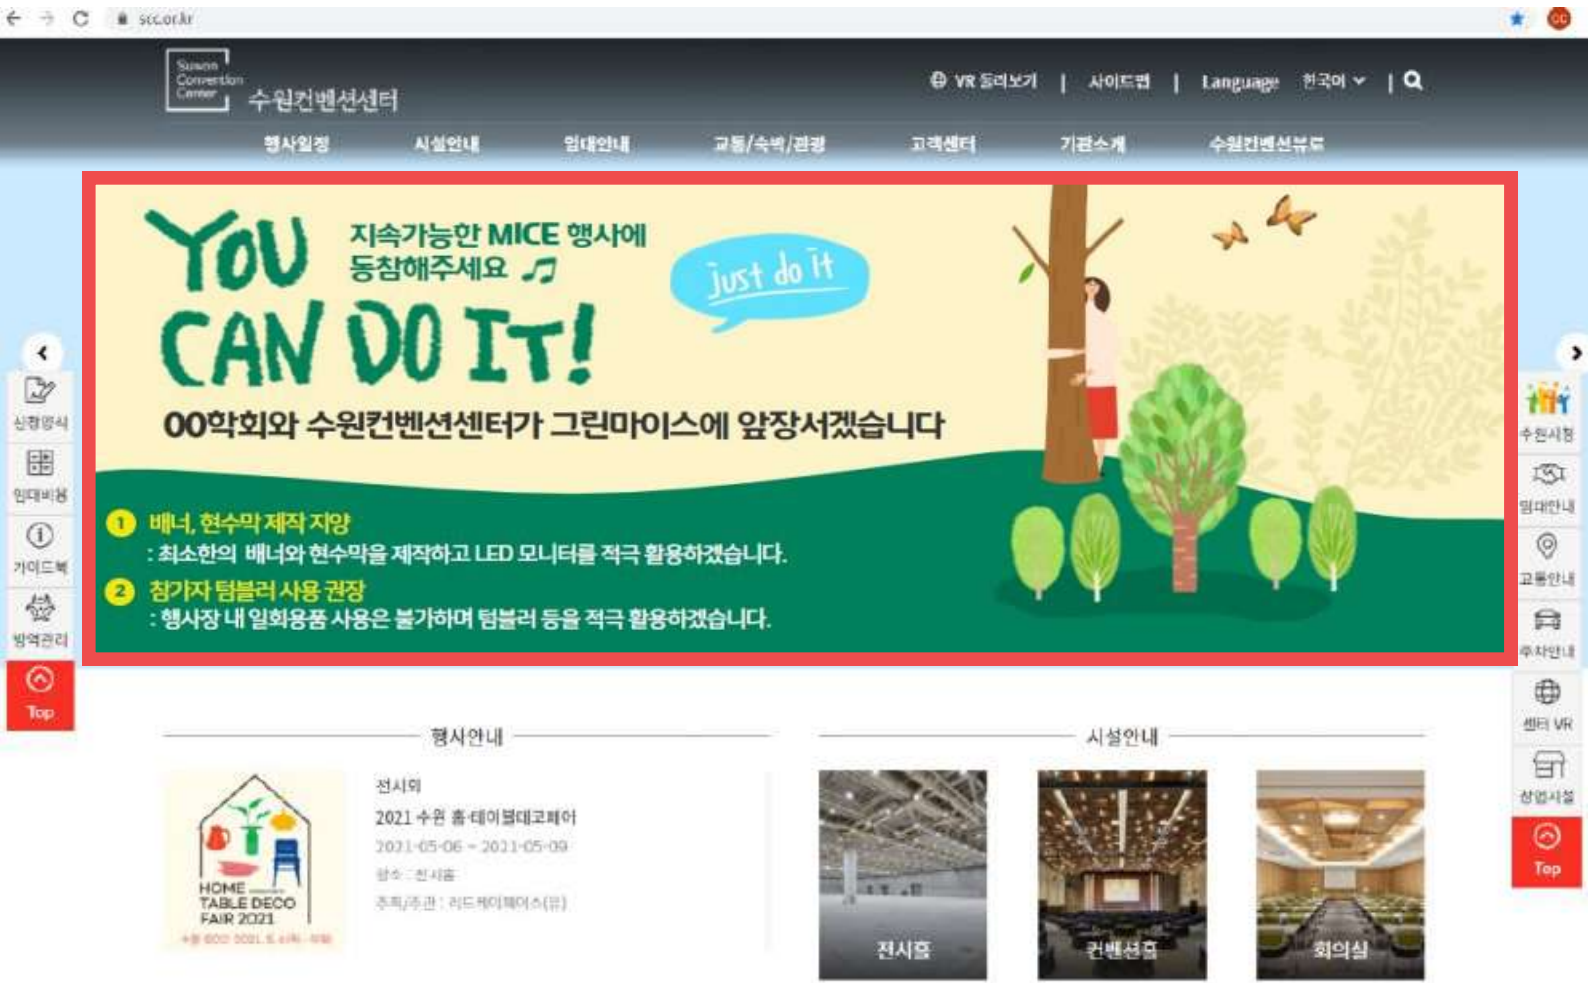 scc.or.kr
Suwon
Convention
Center
수원컨벤션센터
VR 둘러보기 | 사이트맵 | Language 한국어
행사일정 시설안내 임대안내 교통/숙박/관광 고객센터 기관소개 수원컨벤션뷰로
YOU
CAN DO IT!
지속가능한 MICE 행사에
동참해주세요
just do it
00학회와 수원컨벤션센터가 그린마이스에 앞장서겠습니다
1 배너, 현수막 제작 지양
: 최소한의 배너와 현수막을 제작하고 LED 모니터를 적극 활용하겠습니다.
2 참가자 텀블러 사용 권장
: 행사장 내 일회용품 사용은 불가하며 텀블러 등을 적극 활용하겠습니다.
신청양식
임대비용
가이드북
방역관리
Top
수원시청
임대안내
교통안내
주차안내
센터 VR
상업시설
Top
행사안내
HOME
TABLE DECO
FAIR 2021
전시회
2021 수원 홈·테이블데코페어
2021-05-06 ~ 2021-05-09
장소 : 전시홀
주최/주관 :
시설안내
전시홀
컨벤션홀
회의실